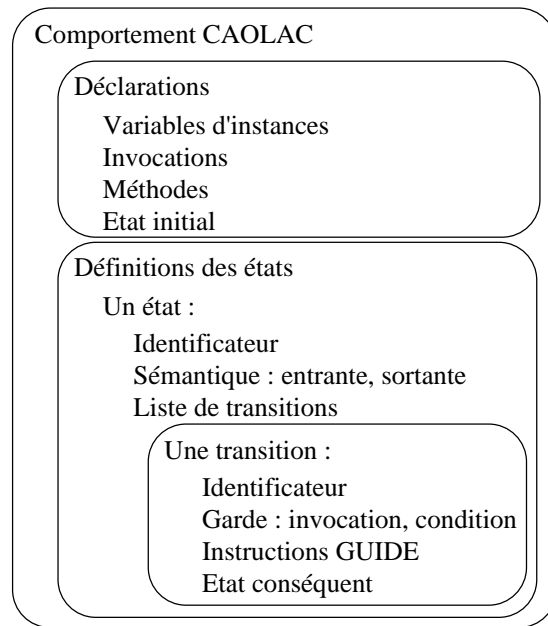 Comportement CAOLAC
Déclarations
Variables d'instances
Invocations
Méthodes
Etat initial
Définitions des états
Un état :
Identificateur
Sémantique : entrante, sortante
Liste de transitions
Une transition :
Identificateur
Garde : invocation, condition
Instructions GUIDE
Etat conséquent